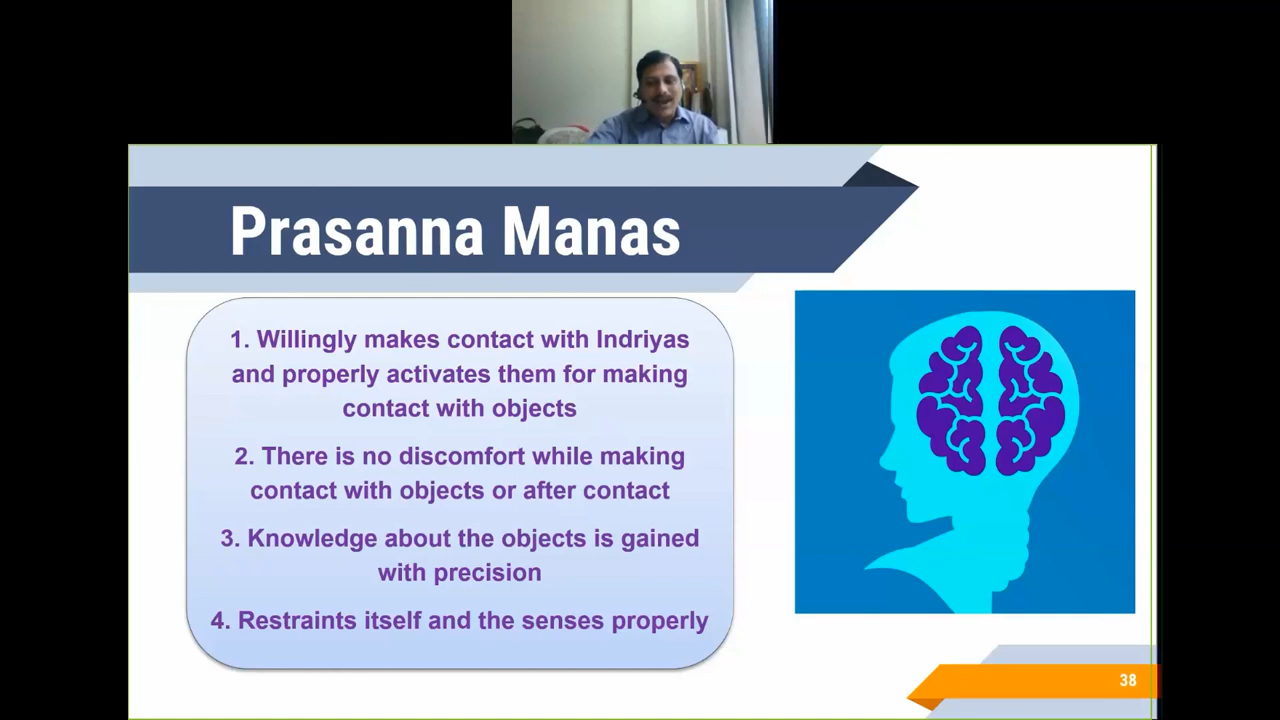 Prasanna Manas
1. Willingly makes contact with Indriyas
and properly activates them for making
contact with objects
2. There is no discomfort while making
contact with objects or after contact
3. Knowledge about the objects is gained
with precision
4. Restraints itself and the senses properly
38